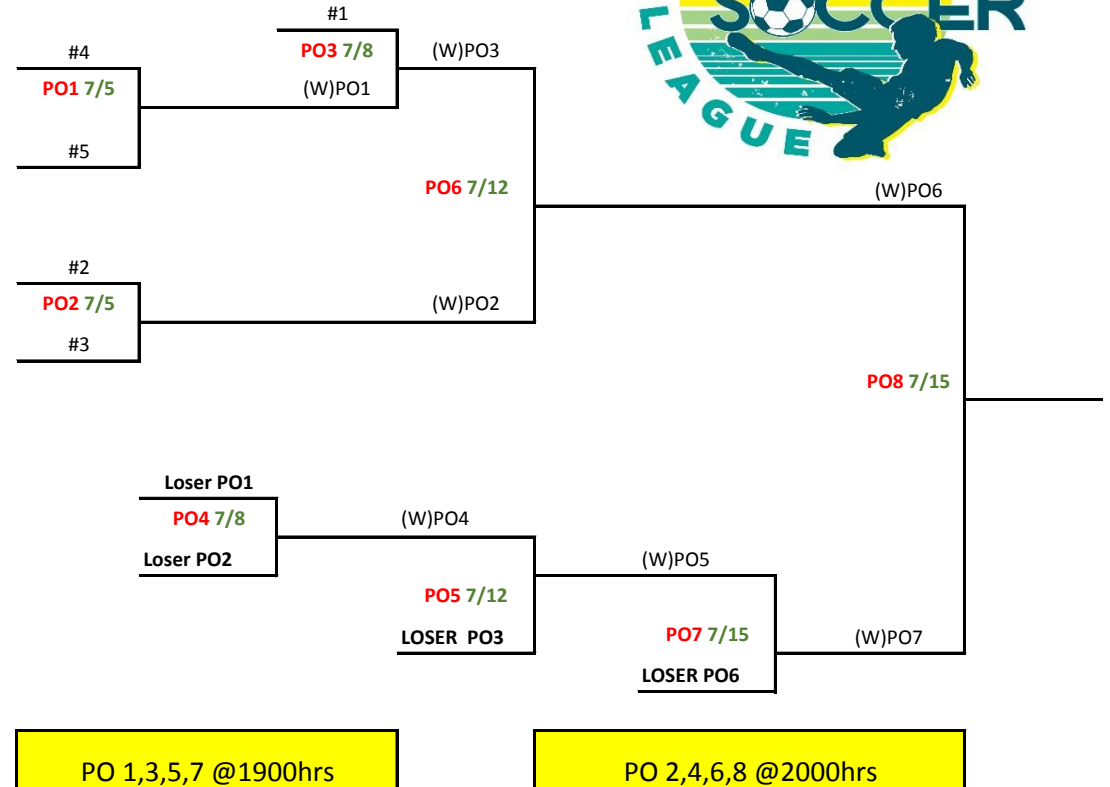 SOCCER
LEAGUE
#1
PO3 7/8
(W)PO3
#4
PO1 7/5
(W)PO1
#5
PO6 7/12
(W)PO6
#2
PO2 7/5
(W)PO2
#3
PO8 7/15
Loser PO1
PO4 7/8
(W)PO4
Loser PO2
(W)PO5
PO5 7/12
LOSER  PO3
PO7 7/15
(W)PO7
LOSER PO6
PO 1,3,5,7 @1900hrs
PO 2,4,6,8 @2000hrs